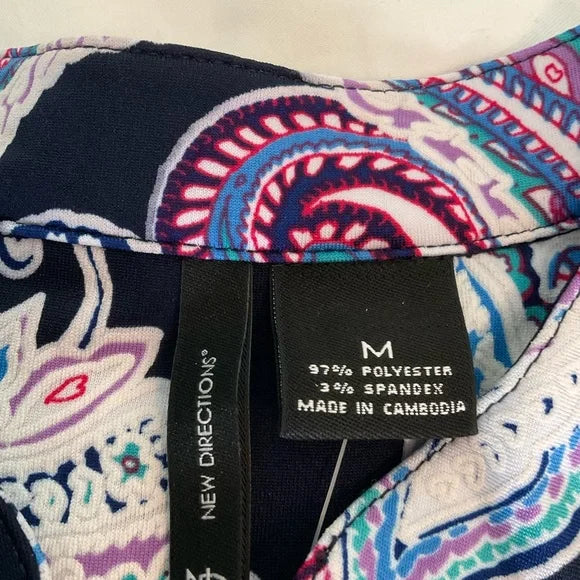 M
97% POLYESTER
3% SPANDEX
MADE IN CAMBODIA
NEW DIRECTIONS®